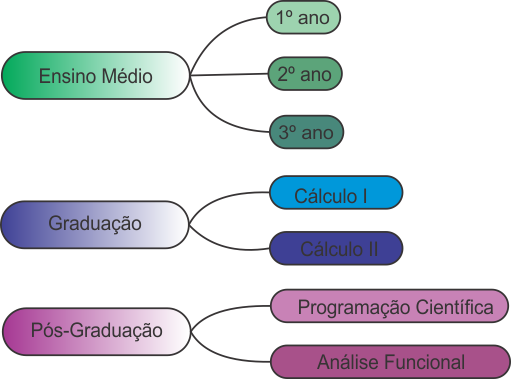 Ensino Médio
1º ano
2º ano
3º ano
Graduação
Cálculo I
Cálculo II
Pós-Graduação
Programação Científica
Análise Funcional